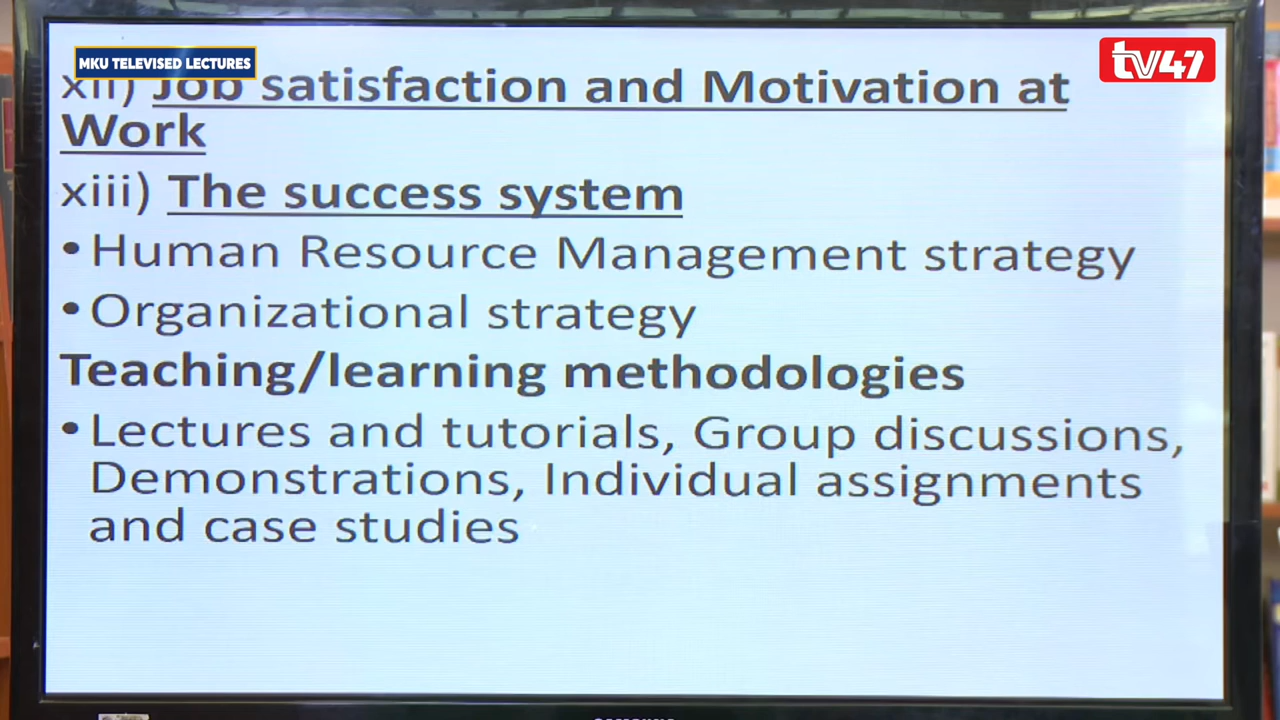 MKU TELEVISED LECTURES
tv47
xii) Job satisfaction and Motivation at
Work
xiii) The success system
• Human Resource Management strategy
• Organizational strategy
Teaching/learning methodologies
• Lectures and tutorials, Group discussions,
Demonstrations, Individual assignments
and case studies